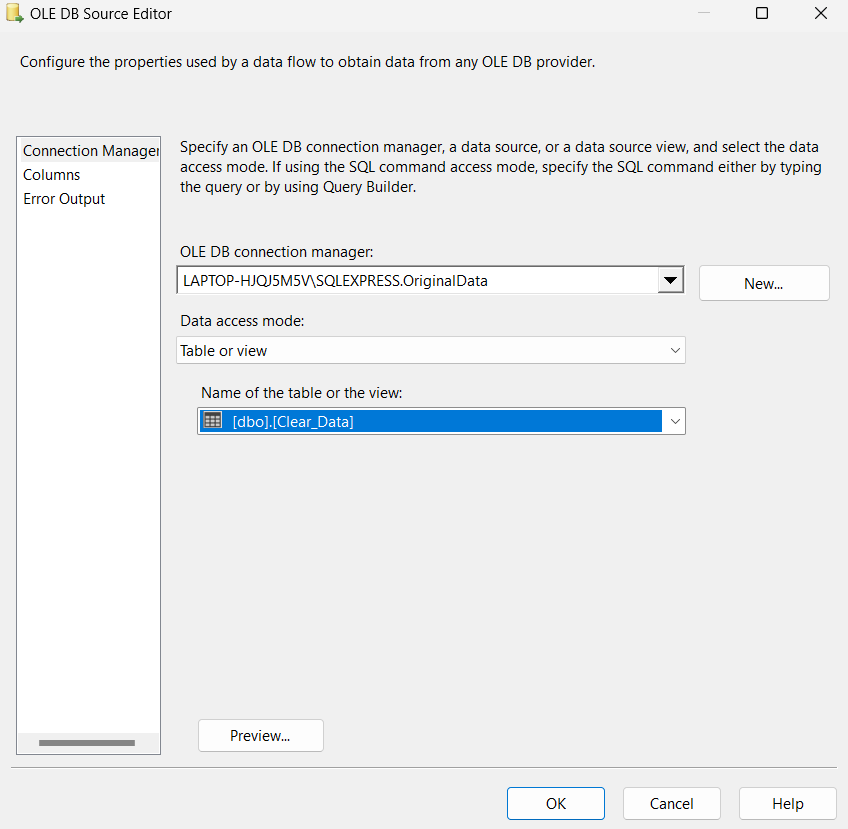 OLE DB Source Editor
Configure the properties used by a data flow to obtain data from any OLE DB provider.
Connection Manager
Columns
Error Output
Specify an OLE DB connection manager, a data source, or a data source view, and select the data
access mode. If using the SQL command access mode, specify the SQL command either by typing
the query or by using Query Builder.
OLE DB connection manager:
LAPTOP-HJQJ5M5V\SQLEXPRESS.OriginalData
New...
Data access mode:
Table or view
Name of the table or the view:
[dbo].[Clear_Data]
Preview...
OK
Cancel
Help